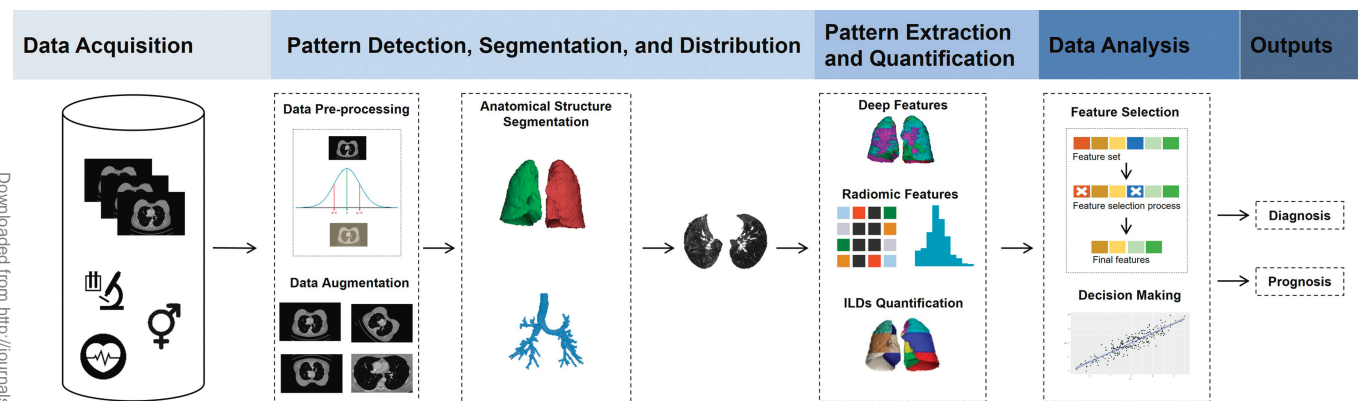 Data Acquisition
Pattern Detection, Segmentation, and Distribution
Pattern Extraction
and Quantification
Data Analysis
Outputs
Data Pre-processing
Data Augmentation
Anatomical Structure
Segmentation
Deep Features
Radiomic Features
ILDs Quantification
Feature Selection
Feature set
Feature selection process
Final features
Decision Making
Diagnosis
Prognosis
Downloaded from http://journals